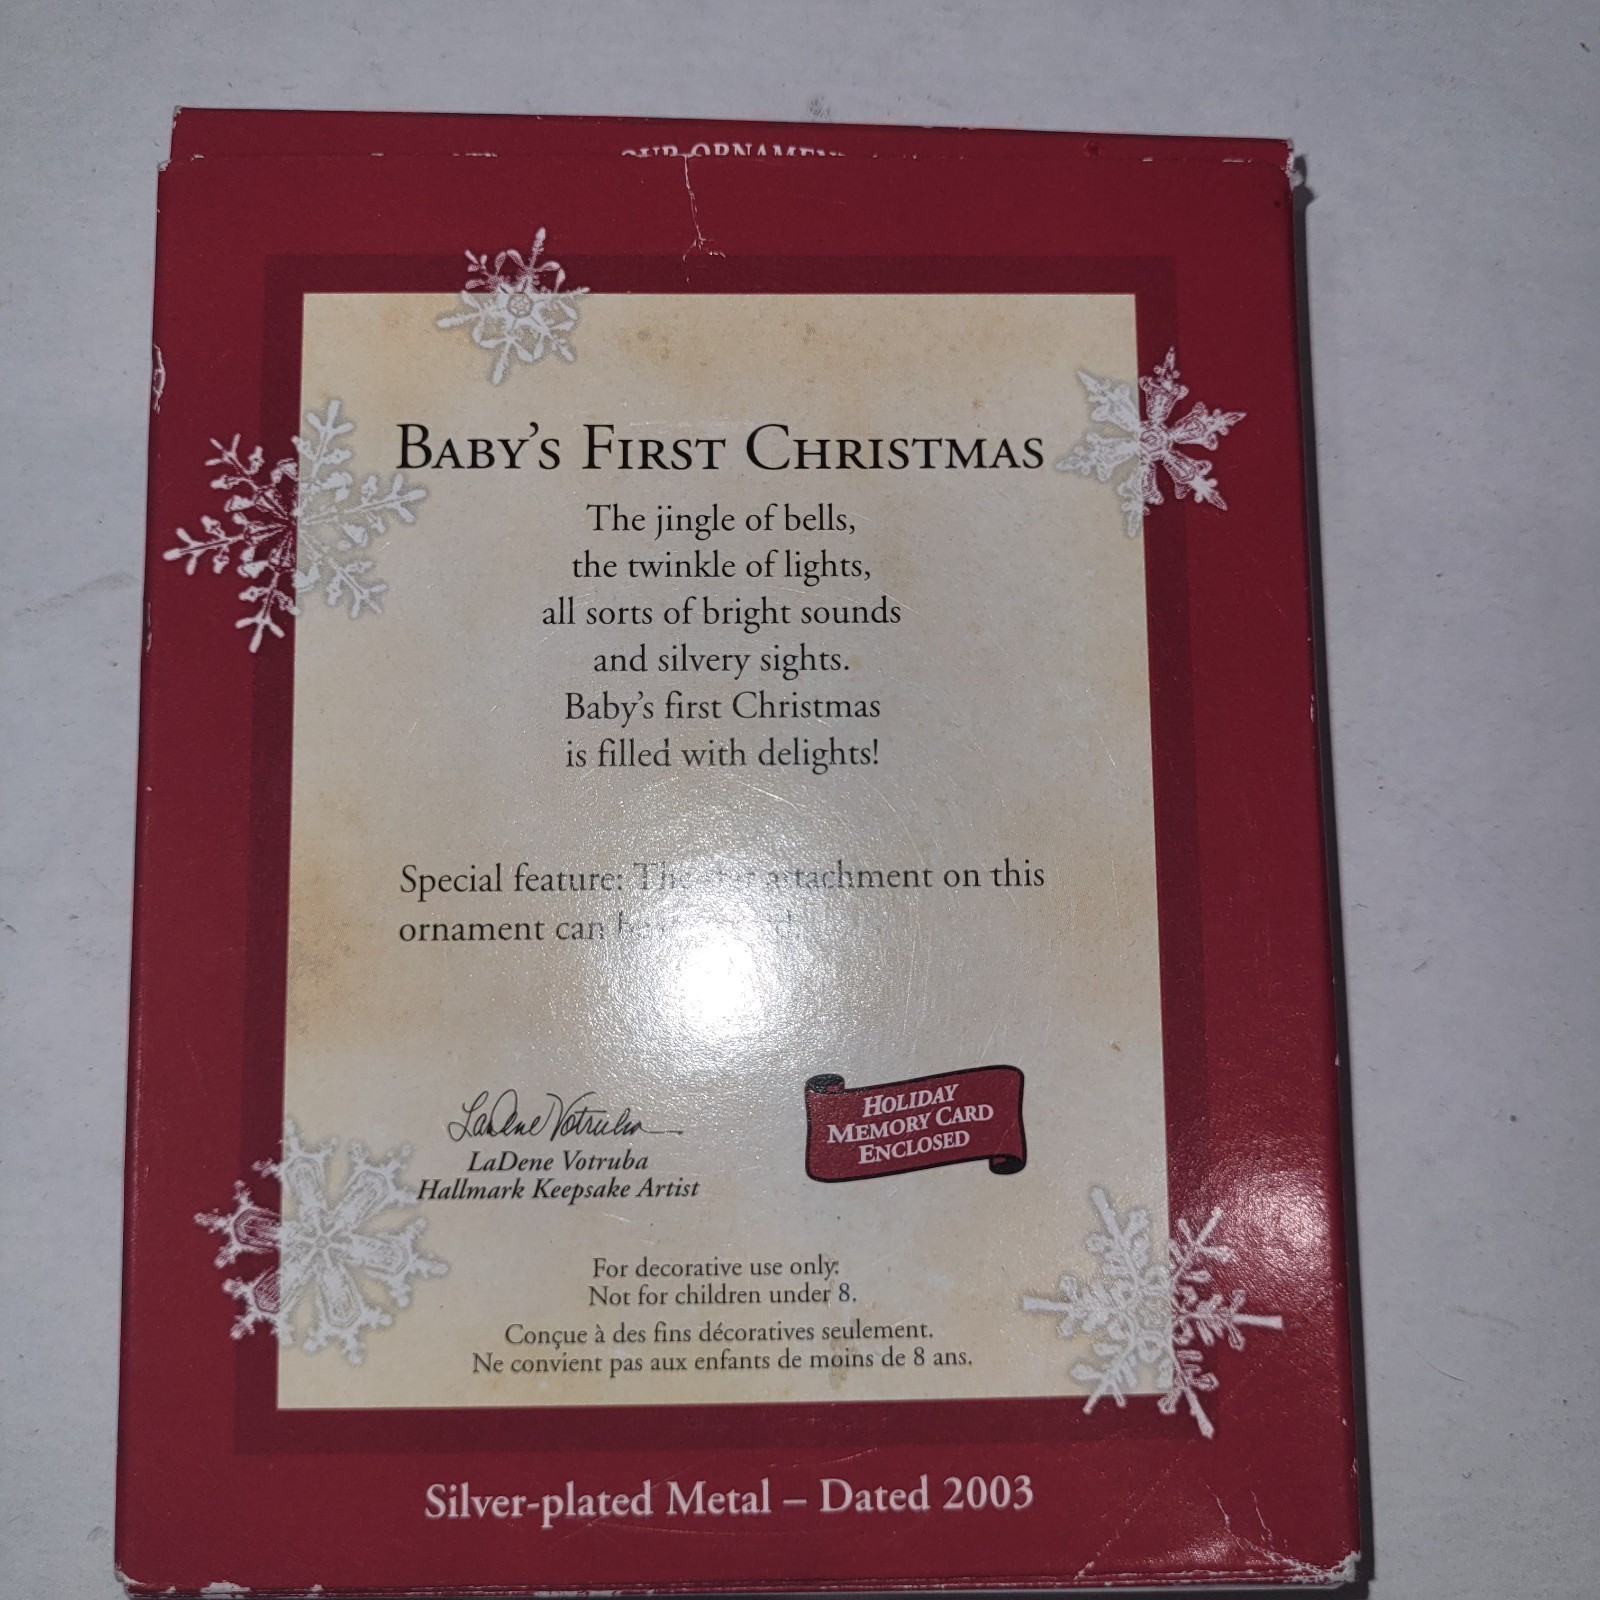 BABY'S FIRST CHRISTMAS
The jingle of bells,
the twinkle of lights,
all sorts of bright sounds
and silvery sights.
Baby's first Christmas
is filled with delights!
Special feature: The attachment on this
ornament can
LaDene Votruba
LaDene Votruba
Hallmark Keepsake Artist
HOLIDAY
MEMORY CARD
ENCLOSED
For decorative use only.
Not for children under 8.
Conçue à des fins décoratives seulement.
Ne convient pas aux enfants de moins de 8 ans.
Silver-plated Metal – Dated 2003